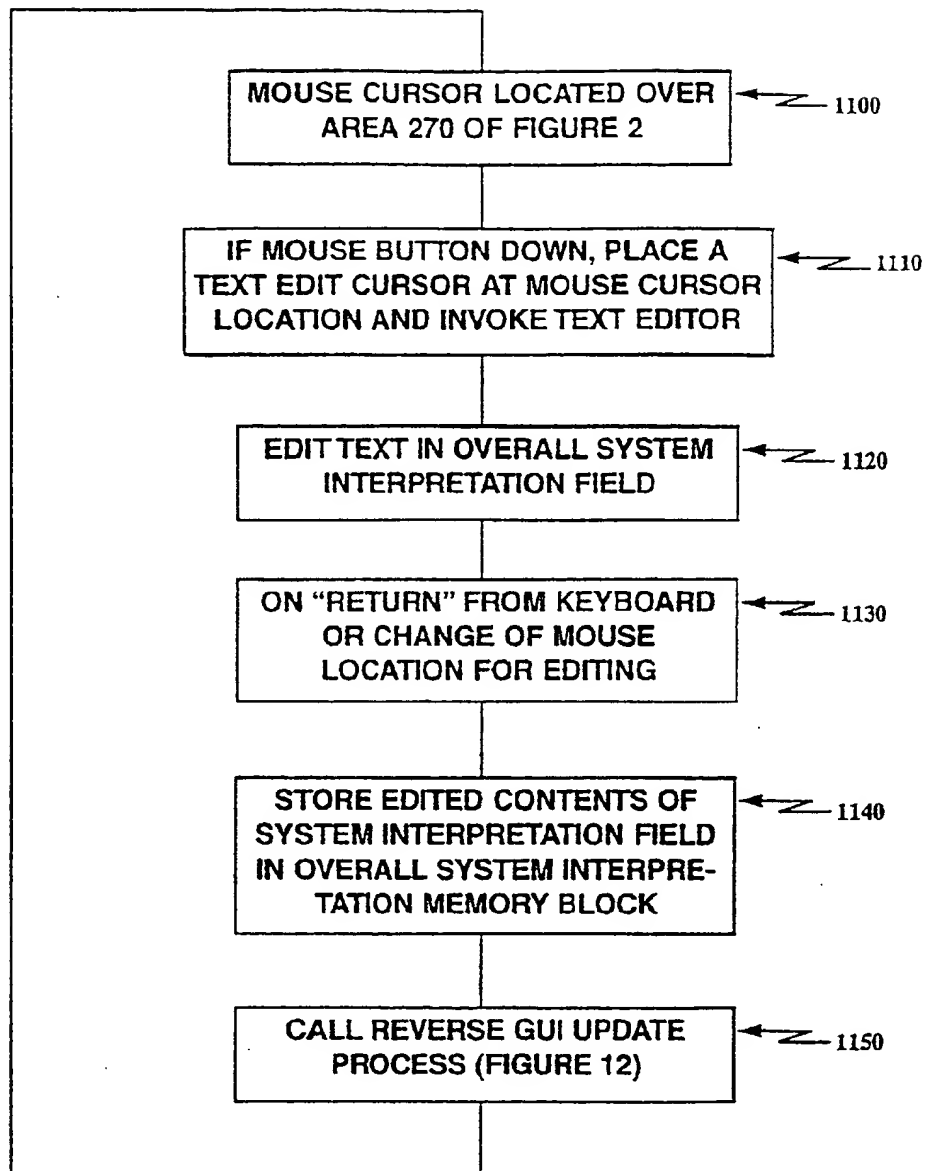 MOUSE CURSOR LOCATED OVER
AREA 270 OF FIGURE 2
1100
IF MOUSE BUTTON DOWN, PLACE A
TEXT EDIT CURSOR AT MOUSE CURSOR
LOCATION AND INVOKE TEXT EDITOR
1110
EDIT TEXT IN OVERALL SYSTEM
INTERPRETATION FIELD
1120
ON “RETURN” FROM KEYBOARD
OR CHANGE OF MOUSE
LOCATION FOR EDITING
1130
STORE EDITED CONTENTS OF
SYSTEM INTERPRETATION FIELD
IN OVERALL SYSTEM INTERPRE-
TATION MEMORY BLOCK
1140
CALL REVERSE GUI UPDATE
PROCESS (FIGURE 12)
1150